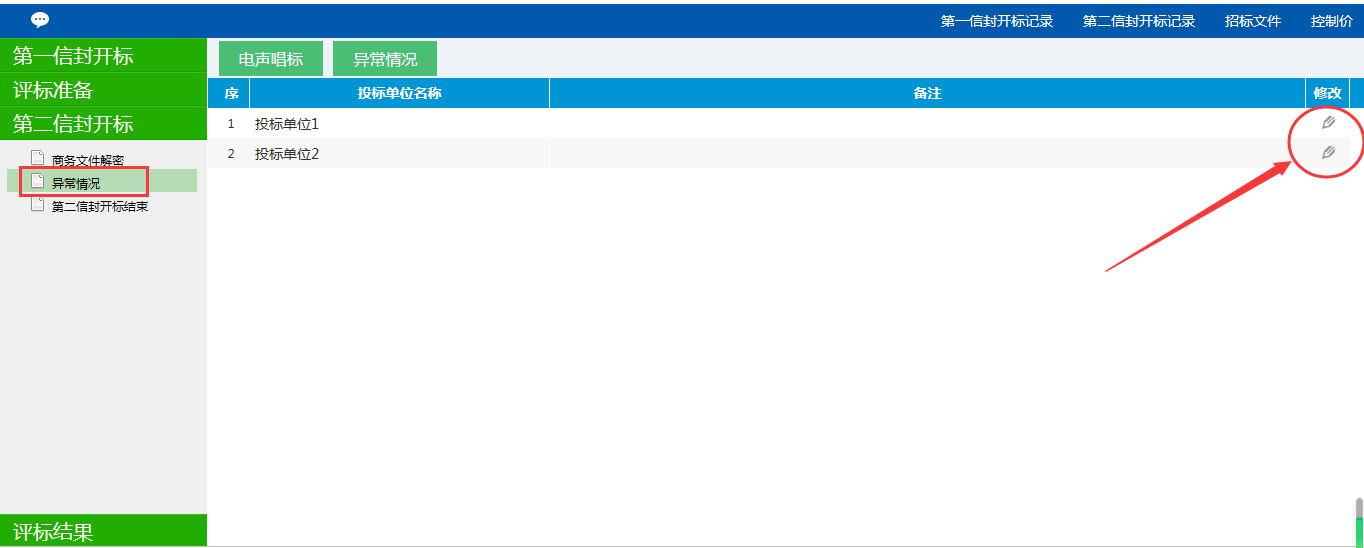 第一信封开标记录 第二信封开标记录 招标文件 控制价
第一信封开标
评标准备
第二信封开标
商务文件解密
异常情况
第二信封开标结束
评标结果
电声唱标 异常情况
序 投标单位名称 备注 修改
1 投标单位1
2 投标单位2